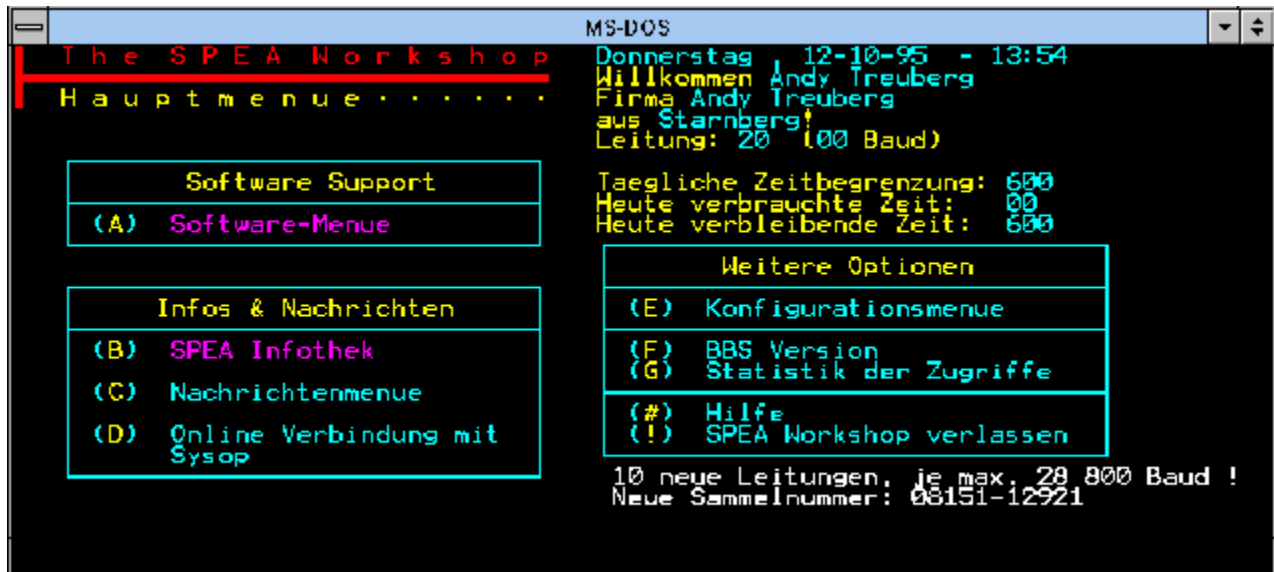 MS-DOS
The SPEA Workshop
Hauptmenue······
Donnerstag , 12-10-95 - 13:54
Willkommen Andy Treuberg
Firma Andy Treuberg
aus Starnberg!
Leitung: 20 (00 Baud)
Software Support
(A) Software-Menue
Taegliche Zeitbegrenzung: 600
Heute verbrauchte Zeit: 00
Heute verbleibende Zeit: 600
Infos & Nachrichten
(B) SPEA Infothek
(C) Nachrichtenmenue
(D) Online Verbindung mit
Sysop
Weitere Optionen
(E) Konfigurationsmenue
(F) BBS Version
(G) Statistik der Zugriffe
(#) Hilfe
(!) SPEA Workshop verlassen
10 neue Leitungen, je max. 28 800 Baud !
Neue Sammelnummer: 08151-12921